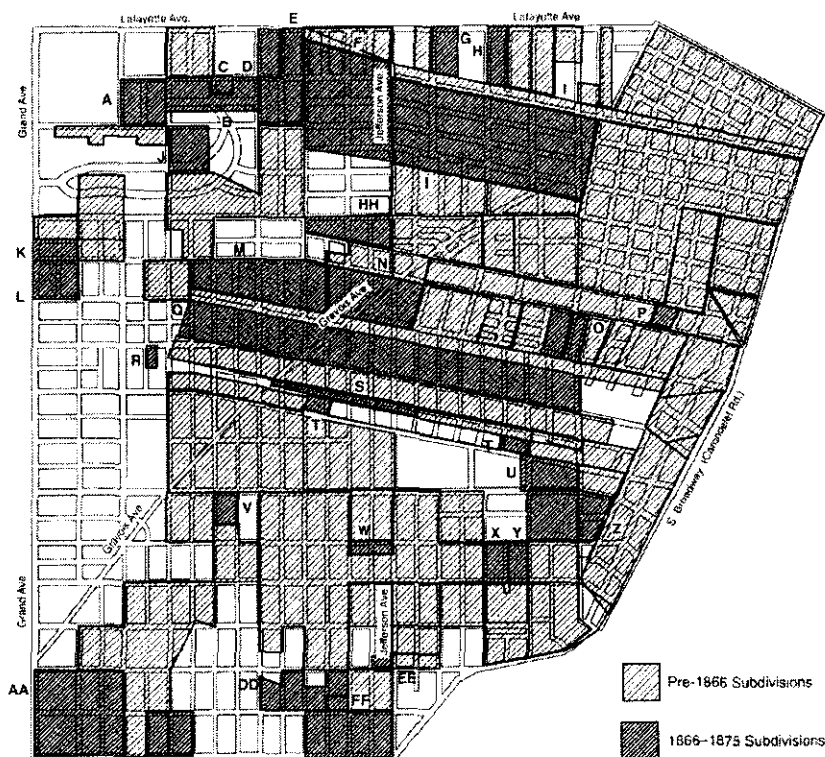 Lafayette Ave.
E
Lafayette Ave
F
G
H
C
D
A
I
B
Grand Ave
Jefferson Ave
J
I
HH
K
M
N
L
Q
Gravois Ave
P
O
R
S
T
T
U
S Broadway (Carondelet Rd.)
V
W
X
Y
Z
Gravois Ave
Grand Ave
Jefferson Ave
AA
DD
EE
FF
Pre-1866 Subdivisions
1866–1875 Subdivisions